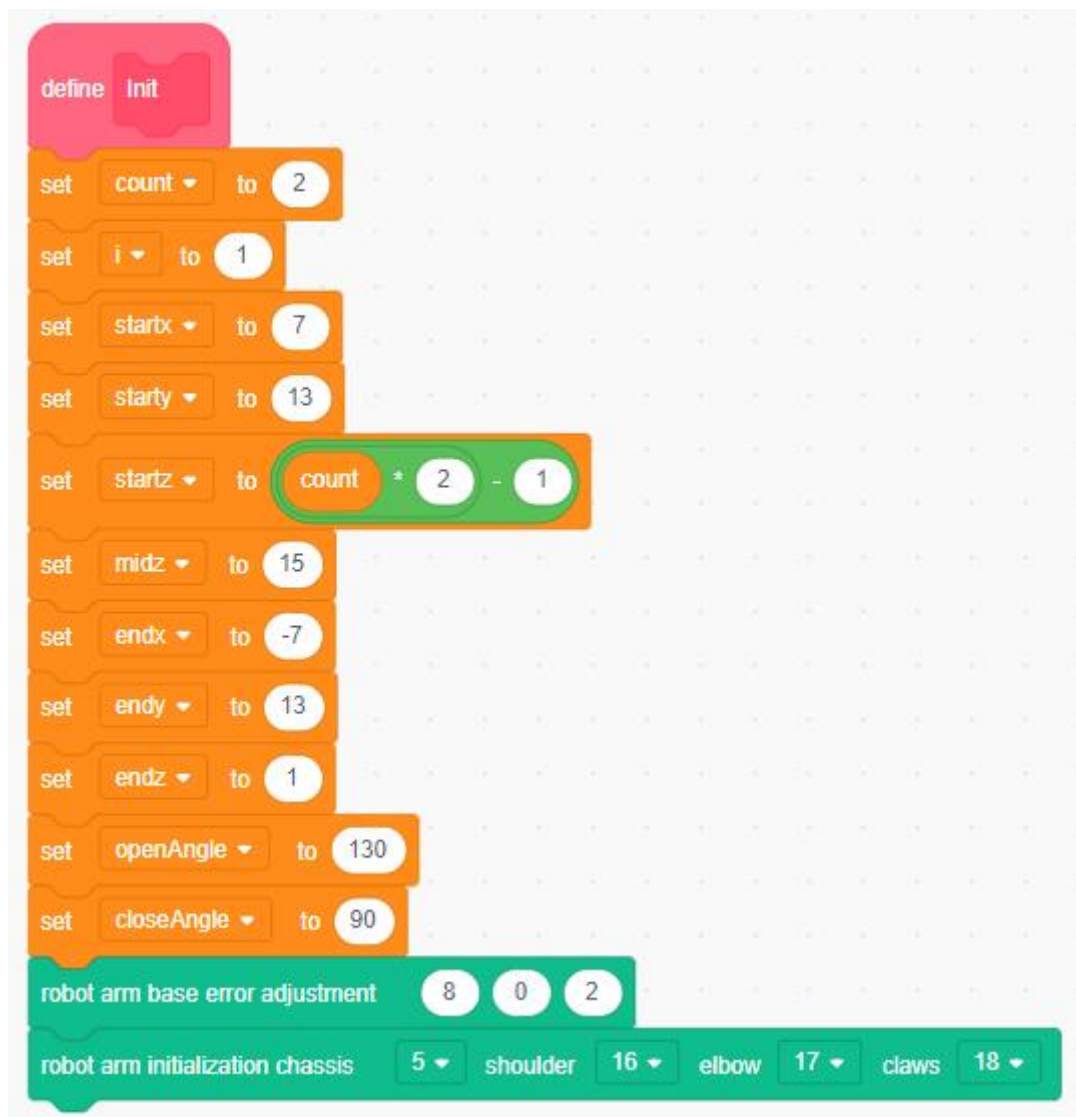 define Init
set count to 2
set i to 1
set startx to 7
set starty to 13
set startz to count * 2 - 1
set midz to 15
set endx to -7
set endy to 13
set endz to 1
set openAngle to 130
set closeAngle to 90
robot arm base error adjustment 8 0 2
robot arm initialization chassis 5 shoulder 16 elbow 17 claws 18